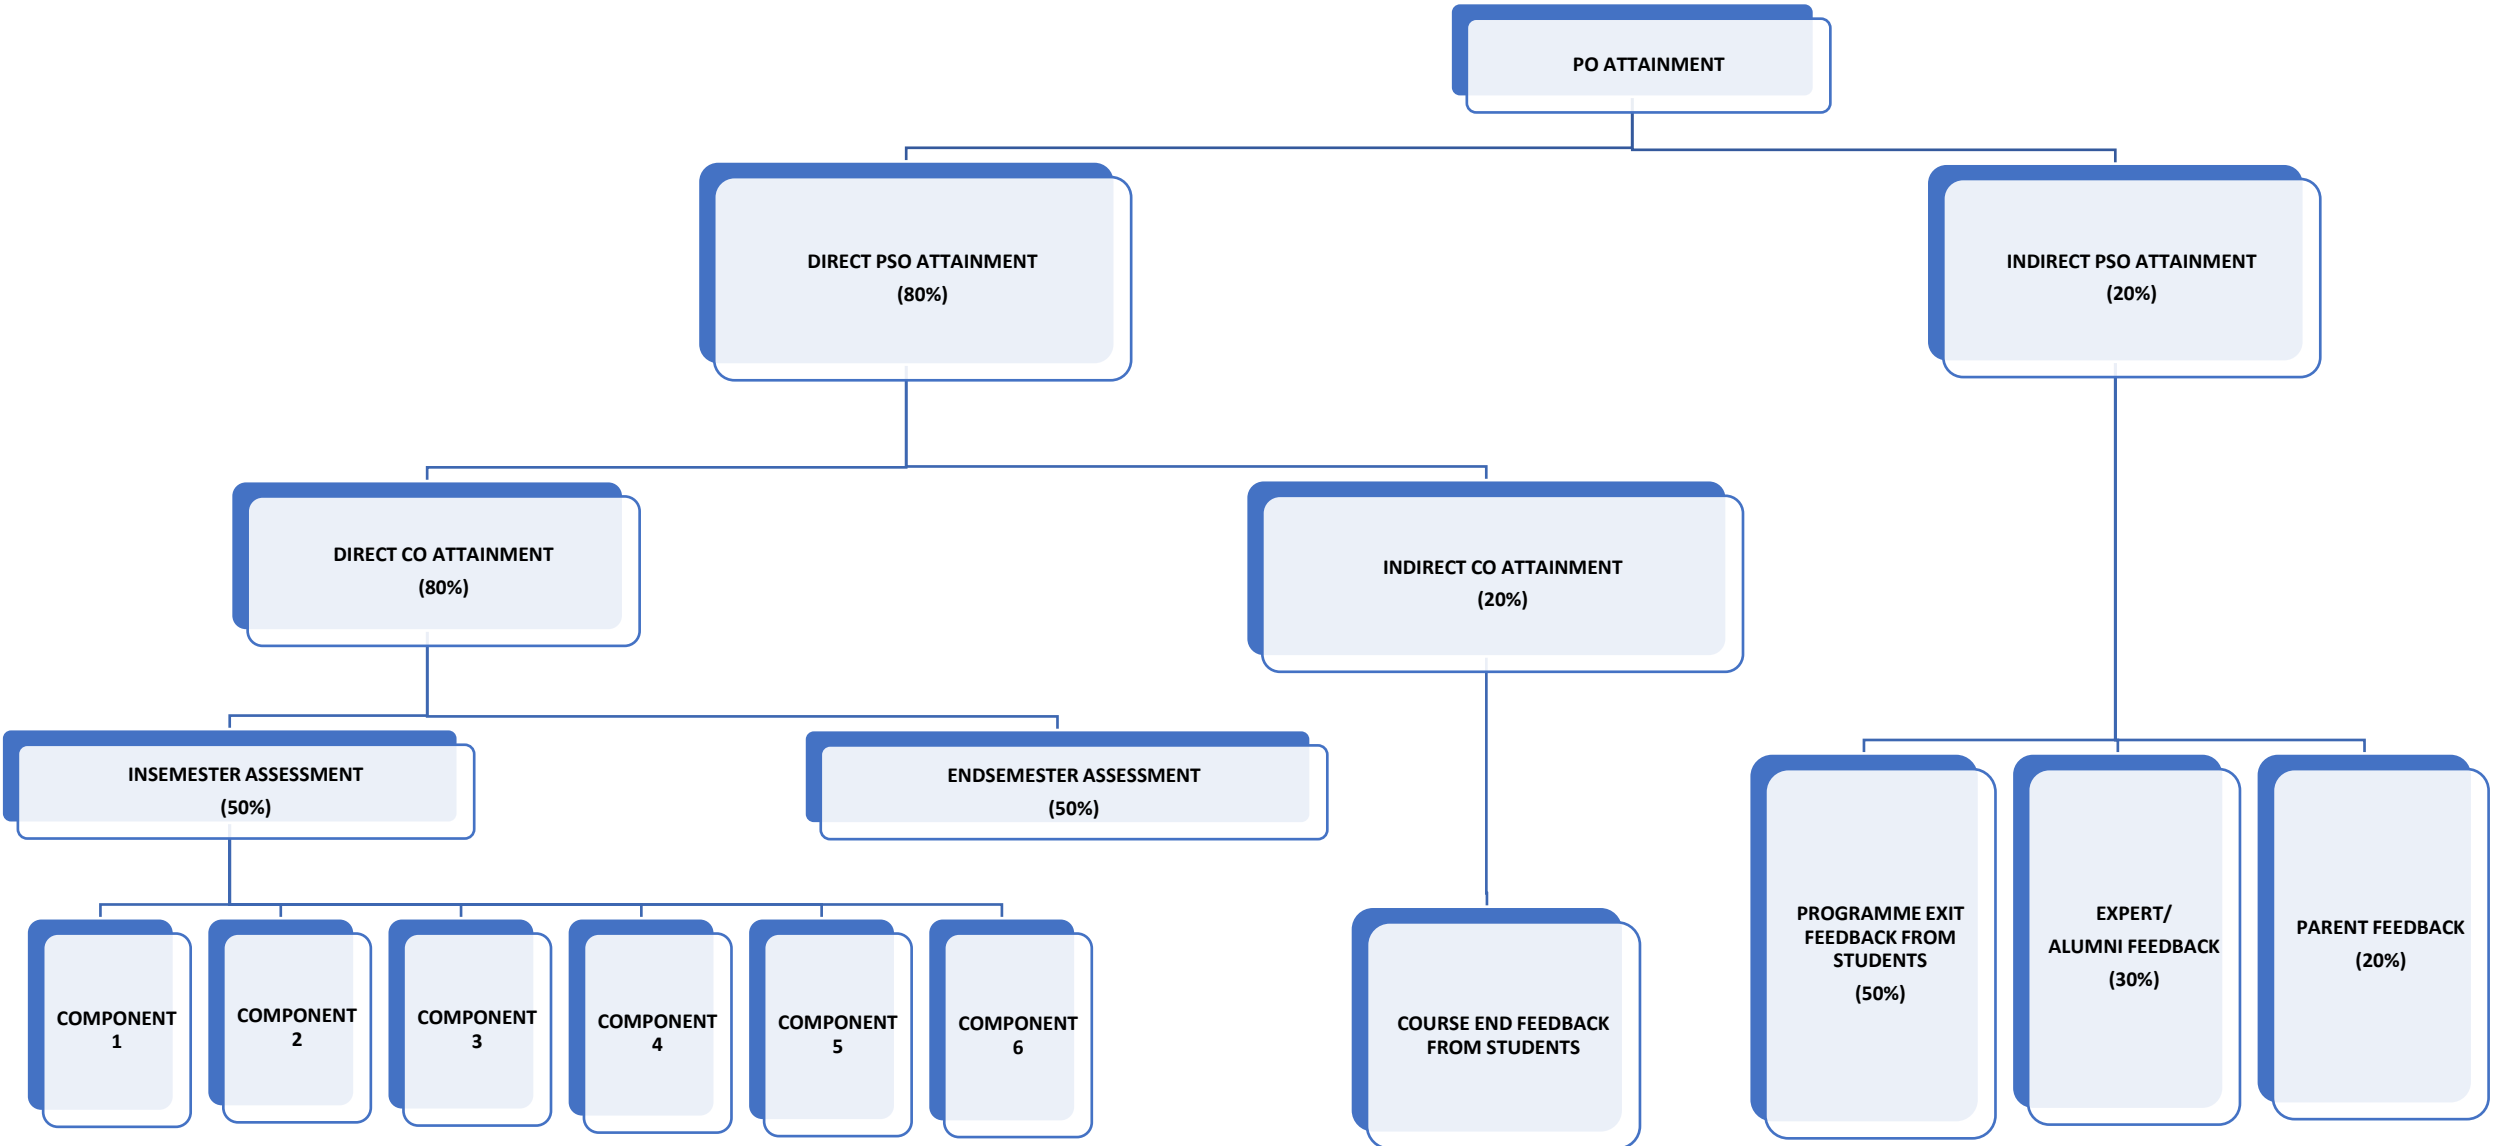 PO ATTAINMENT
DIRECT PSO ATTAINMENT
(80%)
INDIRECT PSO ATTAINMENT
(20%)
DIRECT CO ATTAINMENT
(80%)
INDIRECT CO ATTAINMENT
(20%)
INSEMESTER ASSESSMENT
(50%)
ENDSEMESTER ASSESSMENT
(50%)
COMPONENT
1
COMPONENT
2
COMPONENT
3
COMPONENT
4
COMPONENT
5
COMPONENT
6
COURSE END FEEDBACK
FROM STUDENTS
PROGRAMME EXIT
FEEDBACK FROM
STUDENTS
(50%)
EXPERT/
ALUMNI FEEDBACK
(30%)
PARENT FEEDBACK
(20%)